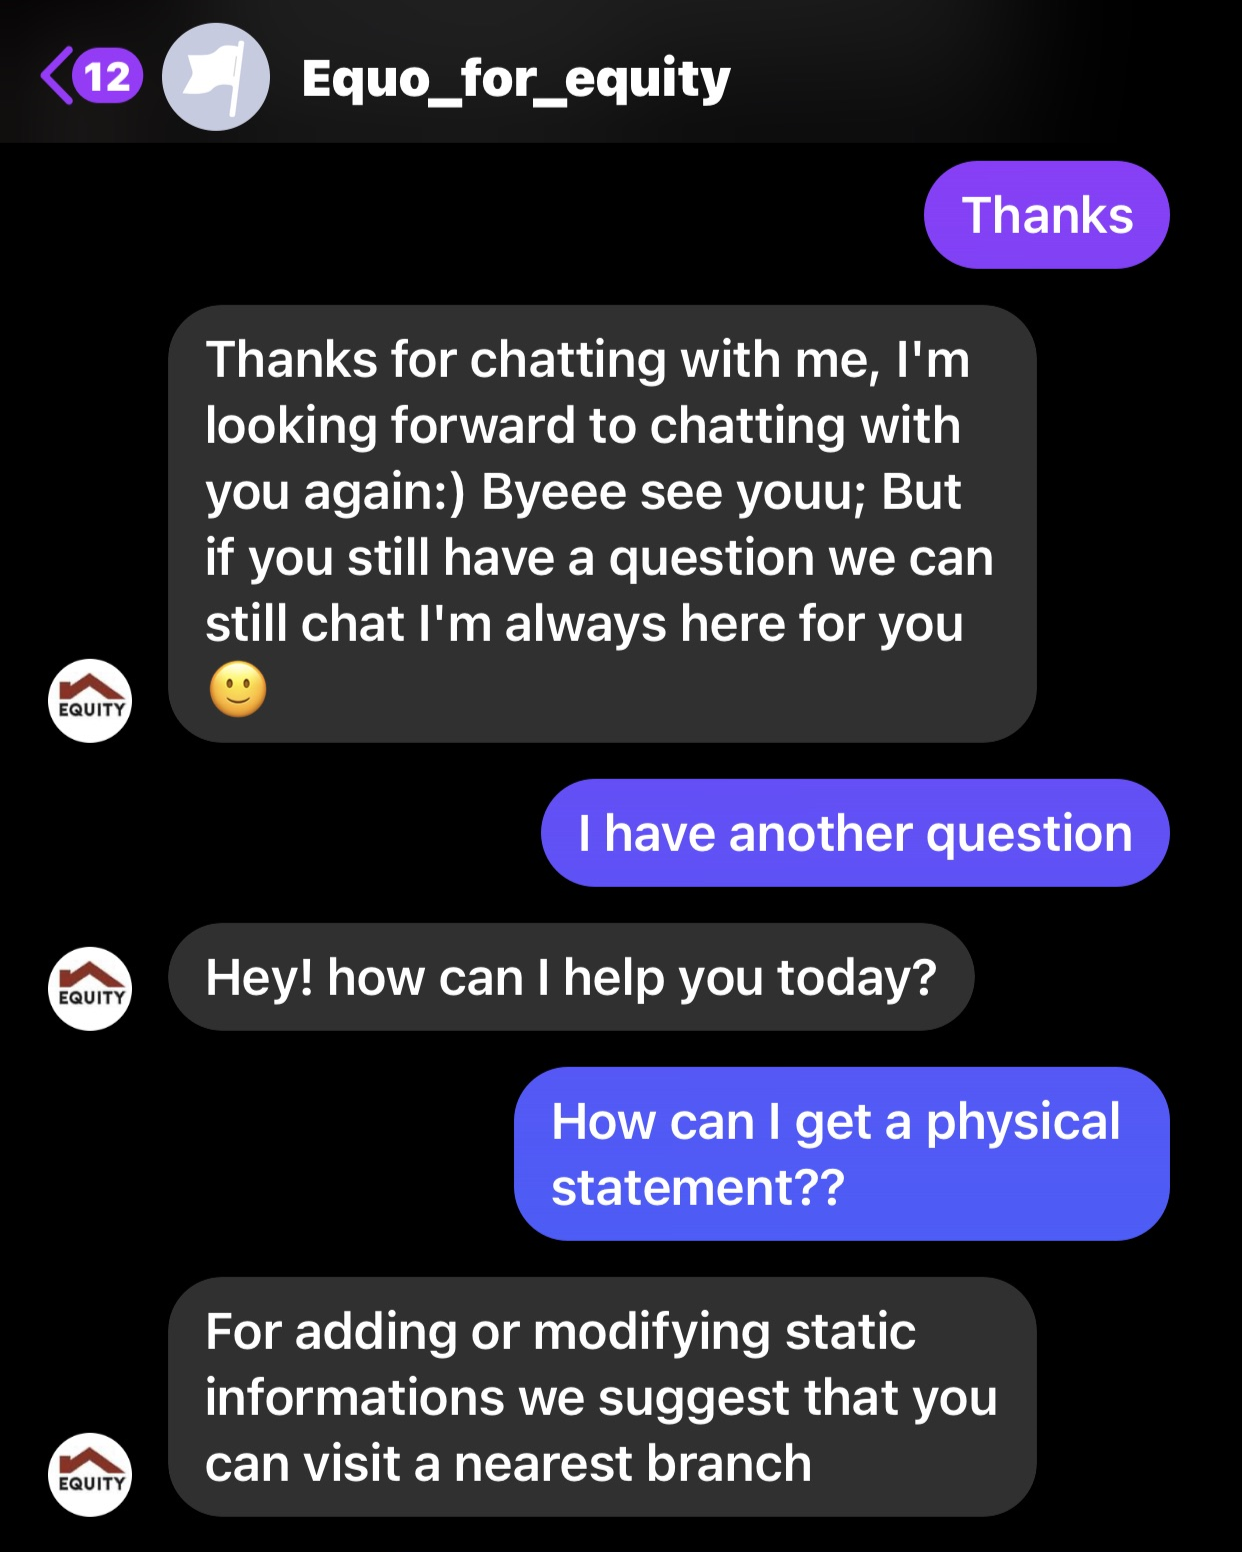 12
Equo_for_equity
Thanks
Thanks for chatting with me, I'm
looking forward to chatting with
you again:) Byeee see youu; But
if you still have a question we can
still chat I'm always here for you
🙂
EQUITY
I have another question
Hey! how can I help you today?
EQUITY
How can I get a physical
statement??
For adding or modifying static
informations we suggest that you
can visit a nearest branch
EQUITY